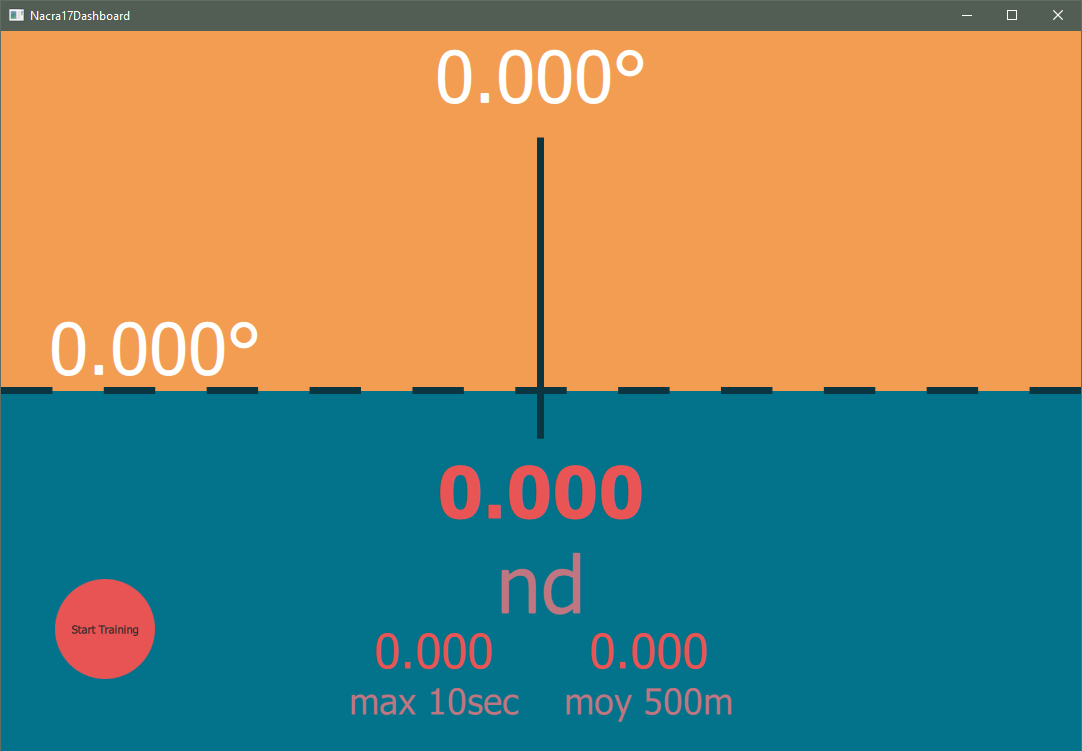 Nacra17Dashboard
0.000°
0.000°
0.000
nd
Start Training
0.000 0.000
max 10sec moy 500m